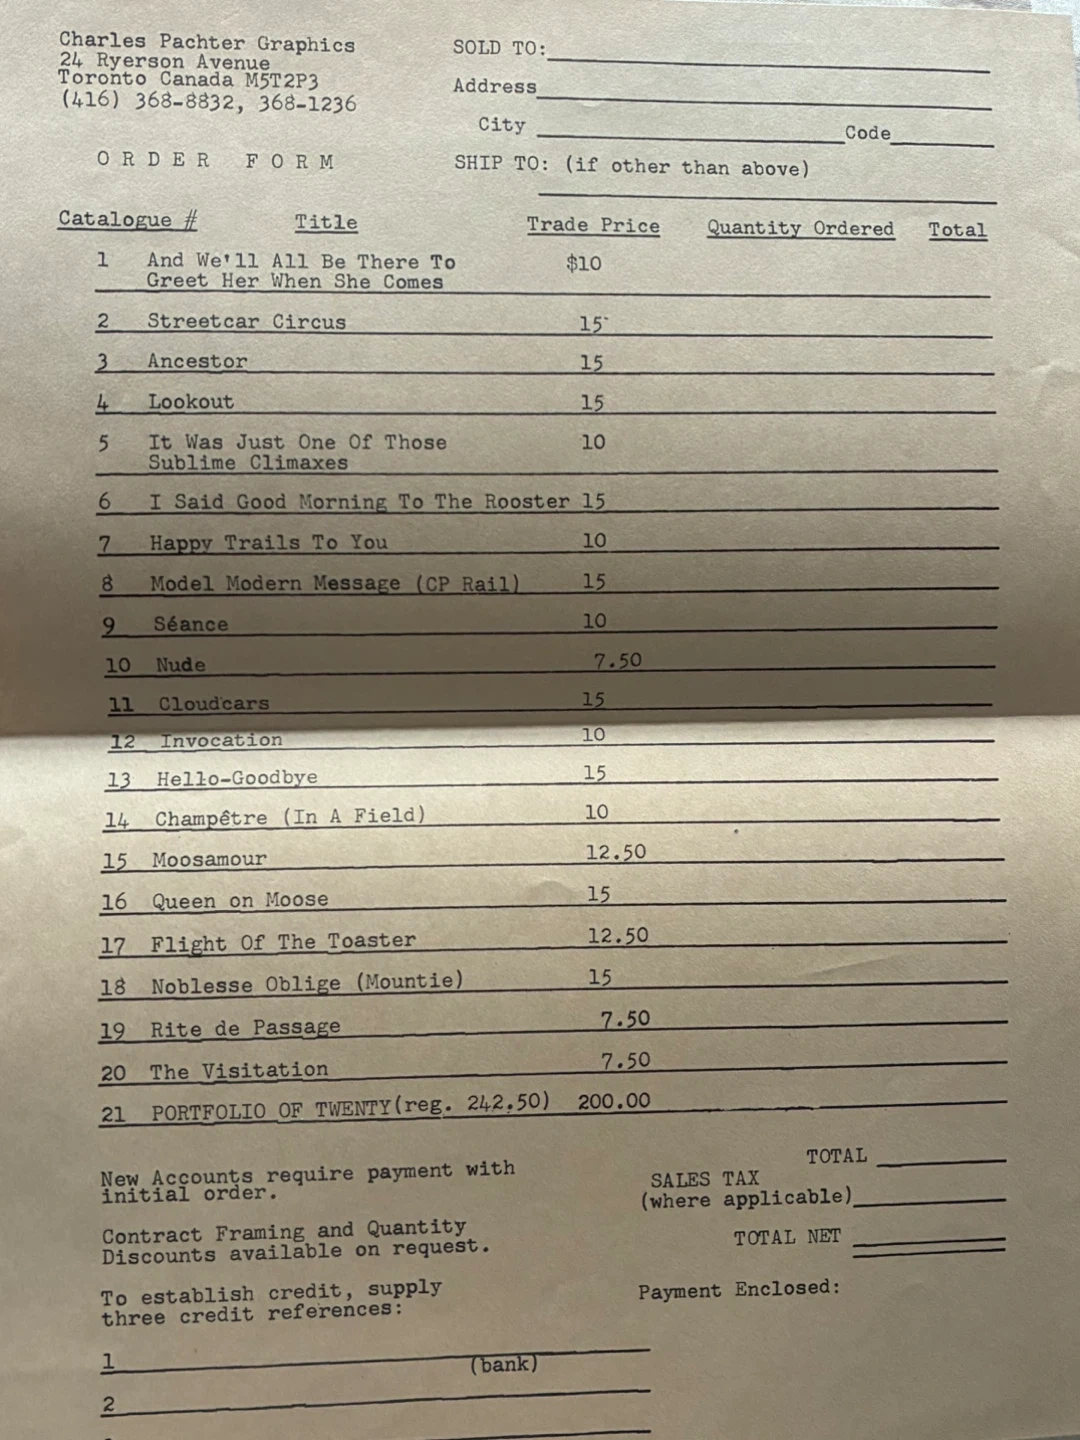 Charles Pachter Graphics
24 Ryerson Avenue
Toronto Canada M5T2P3
(416) 368-8832, 368-1236
O R D E R  F O R M
SOLD TO:
Address
City Code
SHIP TO: (if other than above)
Catalogue # Title Trade Price Quantity Ordered Total
1 And We'll All Be There To $10
Greet Her When She Comes
2 Streetcar Circus 15
3 Ancestor 15
4 Lookout 15
5 It Was Just One Of Those 10
Sublime Climaxes
6 I Said Good Morning To The Rooster 15
7 Happy Trails To You 10
8 Model Modern Message (CP Rail) 15
9 Séance 10
10 Nude 7.50
11 Cloudcars 15
12 Invocation 10
13 Hello-Goodbye 15
14 Champêtre (In A Field) 10
15 Moosamour 12.50
16 Queen on Moose 15
17 Flight Of The Toaster 12.50
18 Noblesse Oblige (Mountie) 15
19 Rite de Passage 7.50
20 The Visitation 7.50
21 PORTFOLIO OF TWENTY(reg. 242.50) 200.00
New Accounts require payment with
initial order.
Contract Framing and Quantity
Discounts available on request.
To establish credit, supply
three credit references:
1 (bank)
2
TOTAL
SALES TAX
(where applicable)
TOTAL NET
Payment Enclosed: